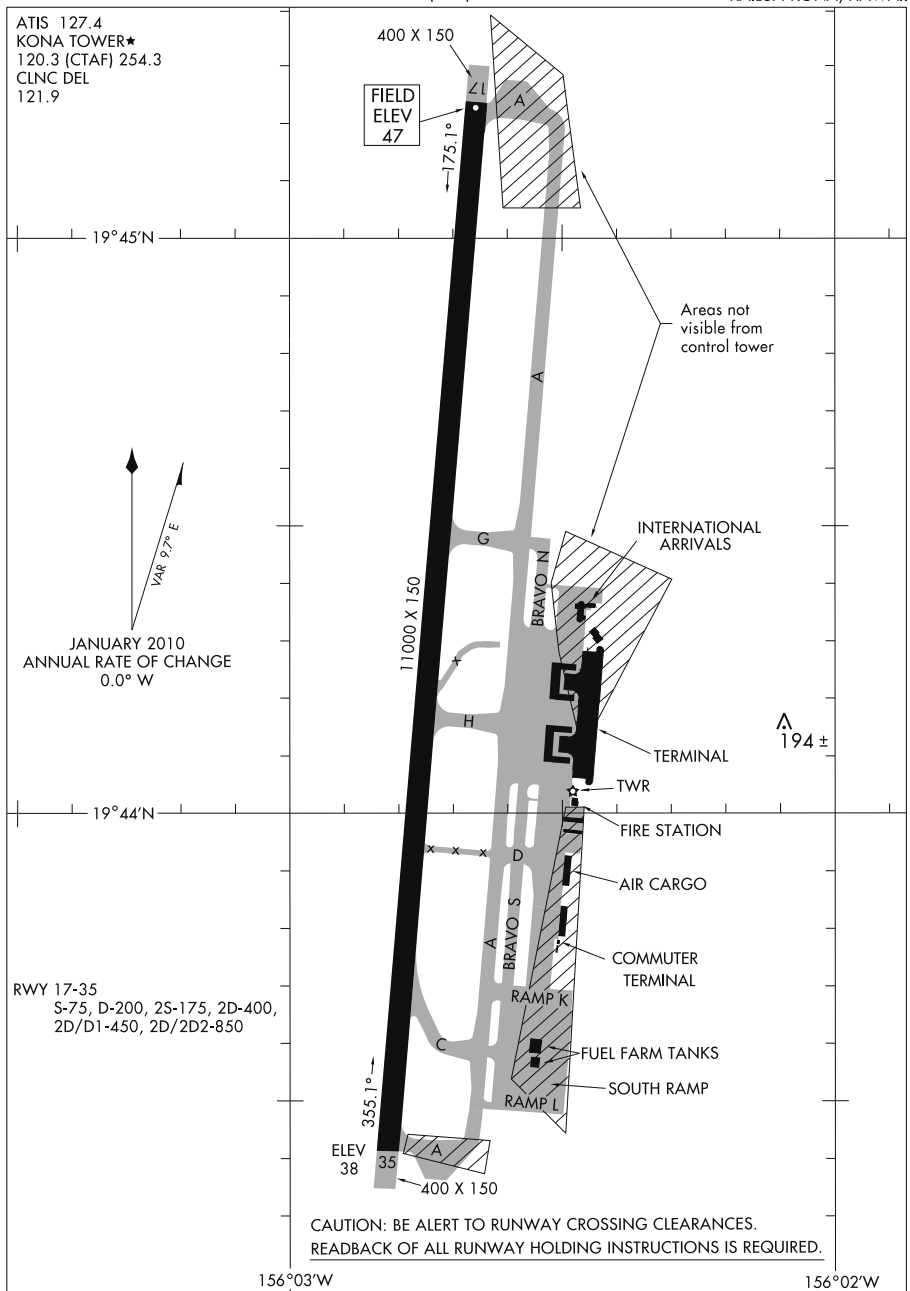 ATIS 127.4
KONA TOWER★
120.3 (CTAF) 254.3
CLNC DEL
121.9
400 X 150
17
A
FIELD
ELEV
47
175.1°
19°45'N
Areas not
visible from
control tower
A
VAR 9.7° E
JANUARY 2010
ANNUAL RATE OF CHANGE
0.0° W
11000 X 150
G
BRAVO N
INTERNATIONAL
ARRIVALS
X
H
194 ±
TERMINAL
TWR
19°44'N
FIRE STATION
X X X
D
AIR CARGO
A
BRAVO S
COMMUTER
TERMINAL
RWY 17-35
S-75, D-200, 2S-175, 2D-400,
2D/D1-450, 2D/2D2-850
RAMP K
C
FUEL FARM TANKS
SOUTH RAMP
RAMP L
355.1°
ELEV
38
35
A
400 X 150
CAUTION: BE ALERT TO RUNWAY CROSSING CLEARANCES.
READBACK OF ALL RUNWAY HOLDING INSTRUCTIONS IS REQUIRED.
156°03'W
156°02'W